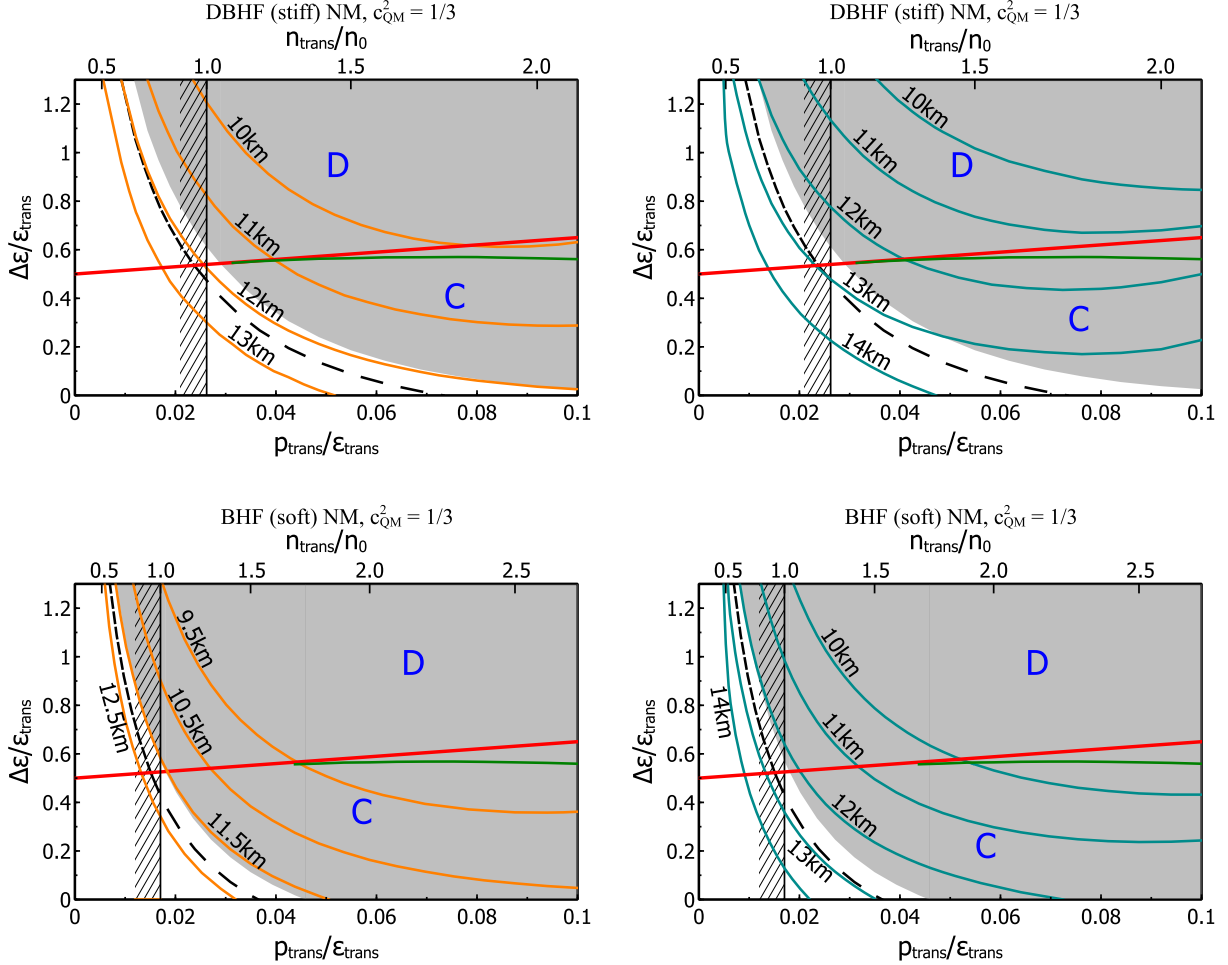 DBHF (stiff) NM, c²QM = 1/3
ntrans/n0
0.5 1.0 1.5 2.0
1.2
1
0.8
0.6
0.4
0.2
0
Δε/εtrans
10km
D
11km
12km
C
13km
0 0.02 0.04 0.06 0.08 0.1
ptrans/εtrans
DBHF (stiff) NM, c²QM = 1/3
ntrans/n0
0.5 1.0 1.5 2.0
1.2
1
0.8
0.6
0.4
0.2
0
Δε/εtrans
10km
11km
D
12km
13km
C
14km
0 0.02 0.04 0.06 0.08 0.1
ptrans/εtrans
BHF (soft) NM, c²QM = 1/3
ntrans/n0
0.5 1.0 1.5 2.0 2.5
1.2
1
0.8
0.6
0.4
0.2
0
Δε/εtrans
9.5km
D
12.5km
10.5km
C
11.5km
0 0.02 0.04 0.06 0.08 0.1
ptrans/εtrans
BHF (soft) NM, c²QM = 1/3
ntrans/n0
0.5 1.0 1.5 2.0 2.5
1.2
1
0.8
0.6
0.4
0.2
0
Δε/εtrans
10km
D
14km
11km
12km
C
13km
0 0.02 0.04 0.06 0.08 0.1
ptrans/εtrans